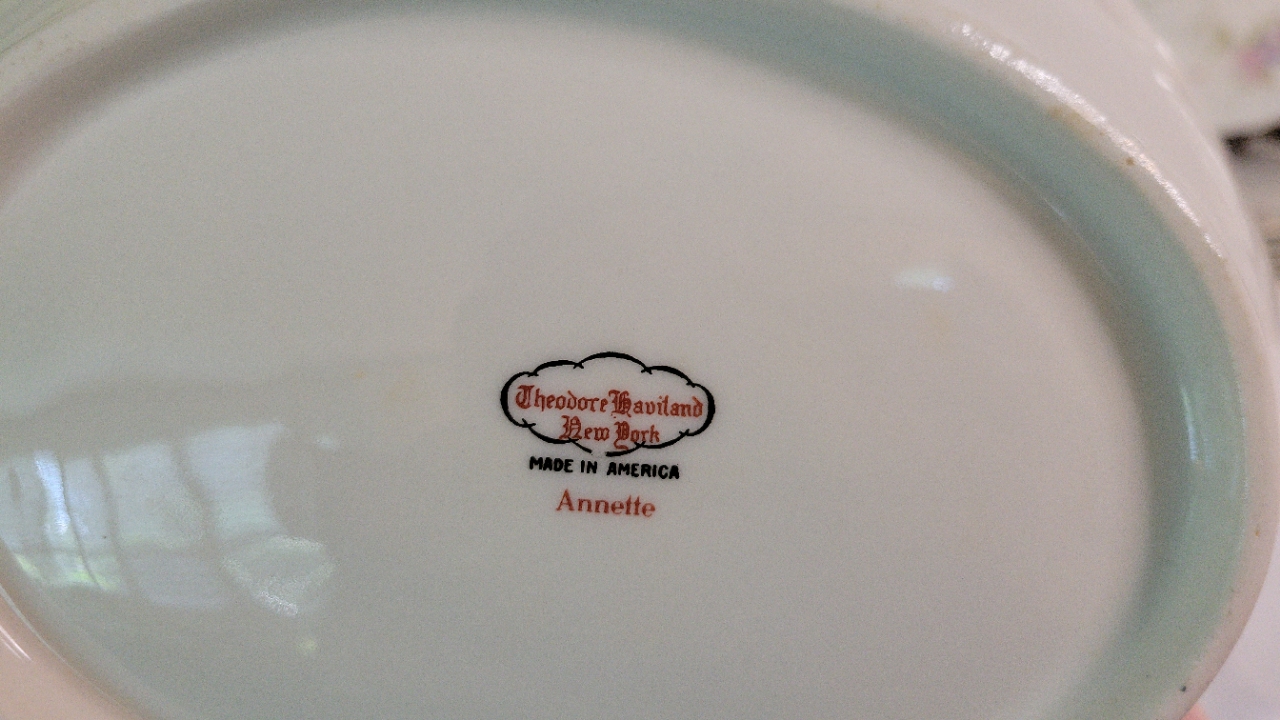 Theodore Haviland
New York
MADE IN AMERICA
Annette